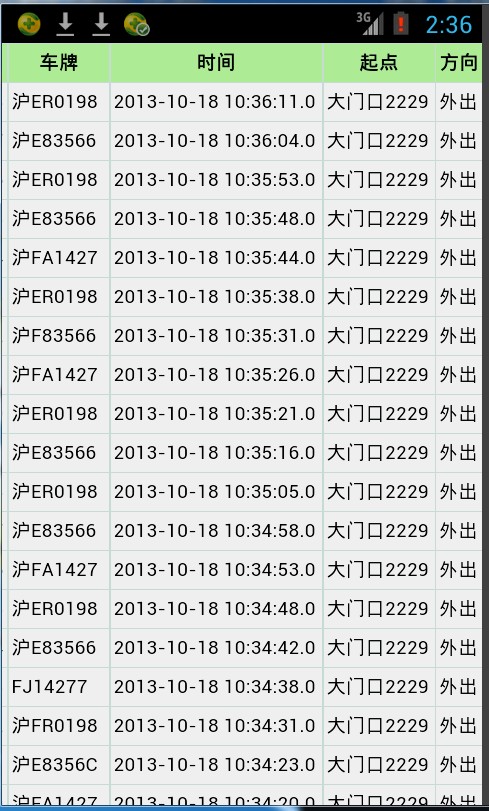 3G 2:36
车牌 时间 起点 方向
沪ER0198 2013-10-18 10:36:11.0 大门口2229 外出
沪E83566 2013-10-18 10:36:04.0 大门口2229 外出
沪ER0198 2013-10-18 10:35:53.0 大门口2229 外出
沪E83566 2013-10-18 10:35:48.0 大门口2229 外出
沪FA1427 2013-10-18 10:35:44.0 大门口2229 外出
沪ER0198 2013-10-18 10:35:38.0 大门口2229 外出
沪F83566 2013-10-18 10:35:31.0 大门口2229 外出
沪FA1427 2013-10-18 10:35:26.0 大门口2229 外出
沪ER0198 2013-10-18 10:35:21.0 大门口2229 外出
沪E83566 2013-10-18 10:35:16.0 大门口2229 外出
沪ER0198 2013-10-18 10:35:05.0 大门口2229 外出
沪E83566 2013-10-18 10:34:58.0 大门口2229 外出
沪FA1427 2013-10-18 10:34:53.0 大门口2229 外出
沪ER0198 2013-10-18 10:34:48.0 大门口2229 外出
沪E83566 2013-10-18 10:34:42.0 大门口2229 外出
FJ14277 2013-10-18 10:34:38.0 大门口2229 外出
沪FR0198 2013-10-18 10:34:31.0 大门口2229 外出
沪E8356C 2013-10-18 10:34:23.0 大门口2229 外出
沪FA1427 2013-10-18 10:34:20.0 大门口2229 外出